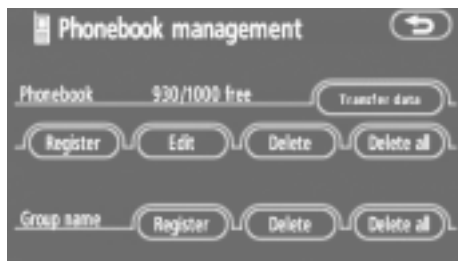 Phonebook management
Phonebook 930/1000 free Transfer data
Register Edit Delete Delete all
Group name Register Delete Delete all